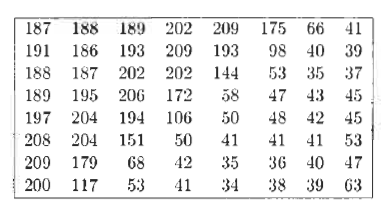 187 188 189 202 209 175 66 41
191 186 193 209 193 98 40 39
188 187 202 202 144 53 35 37
189 195 206 172 58 47 43 45
197 204 194 106 50 48 42 45
208 204 151 50 41 41 41 53
209 179 68 42 35 36 40 47
200 117 53 41 34 38 39 63